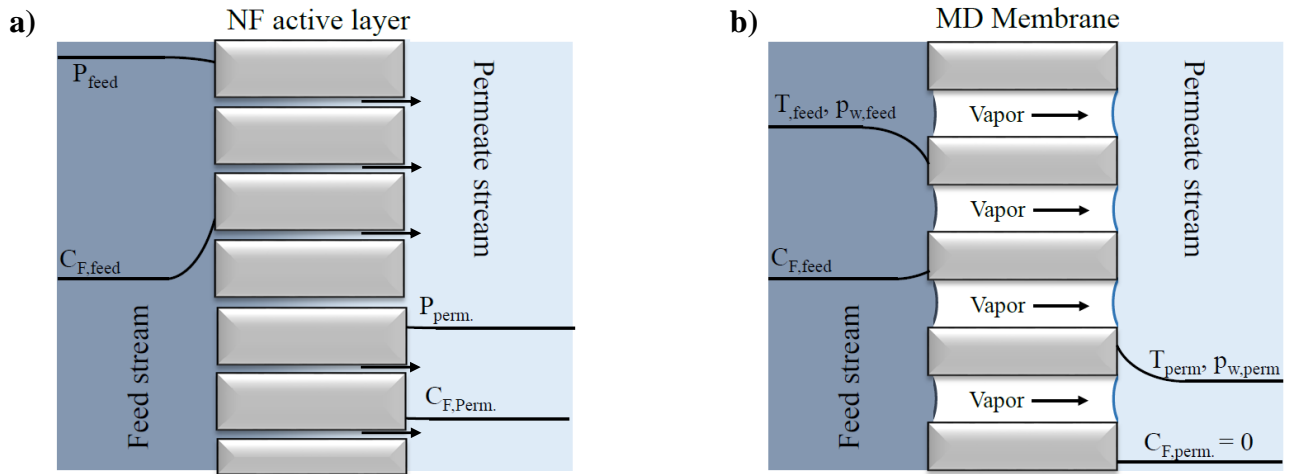 a)
NF active layer
P_feed
C_F,feed
Feed stream
Permeate stream
P_perm.
C_F,Perm.
b)
MD Membrane
T_,feed, p_w,feed
C_F,feed
Feed stream
Vapor
Vapor
Vapor
Vapor
Permeate stream
T_perm, p_w,perm
C_F,perm. = 0